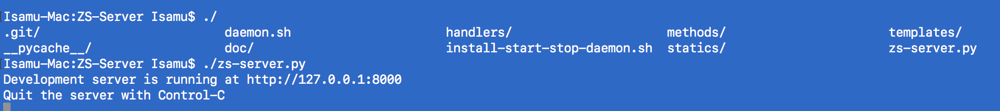 Isamu-Mac:ZS-Server Isamu$ ./
.git/ daemon.sh handlers/ methods/ templates/
__pycache__/ doc/ install-start-stop-daemon.sh statics/ zs-server.py
Isamu-Mac:ZS-Server Isamu$ ./zs-server.py
Development server is running at http://127.0.0.1:8000
Quit the server with Control-C